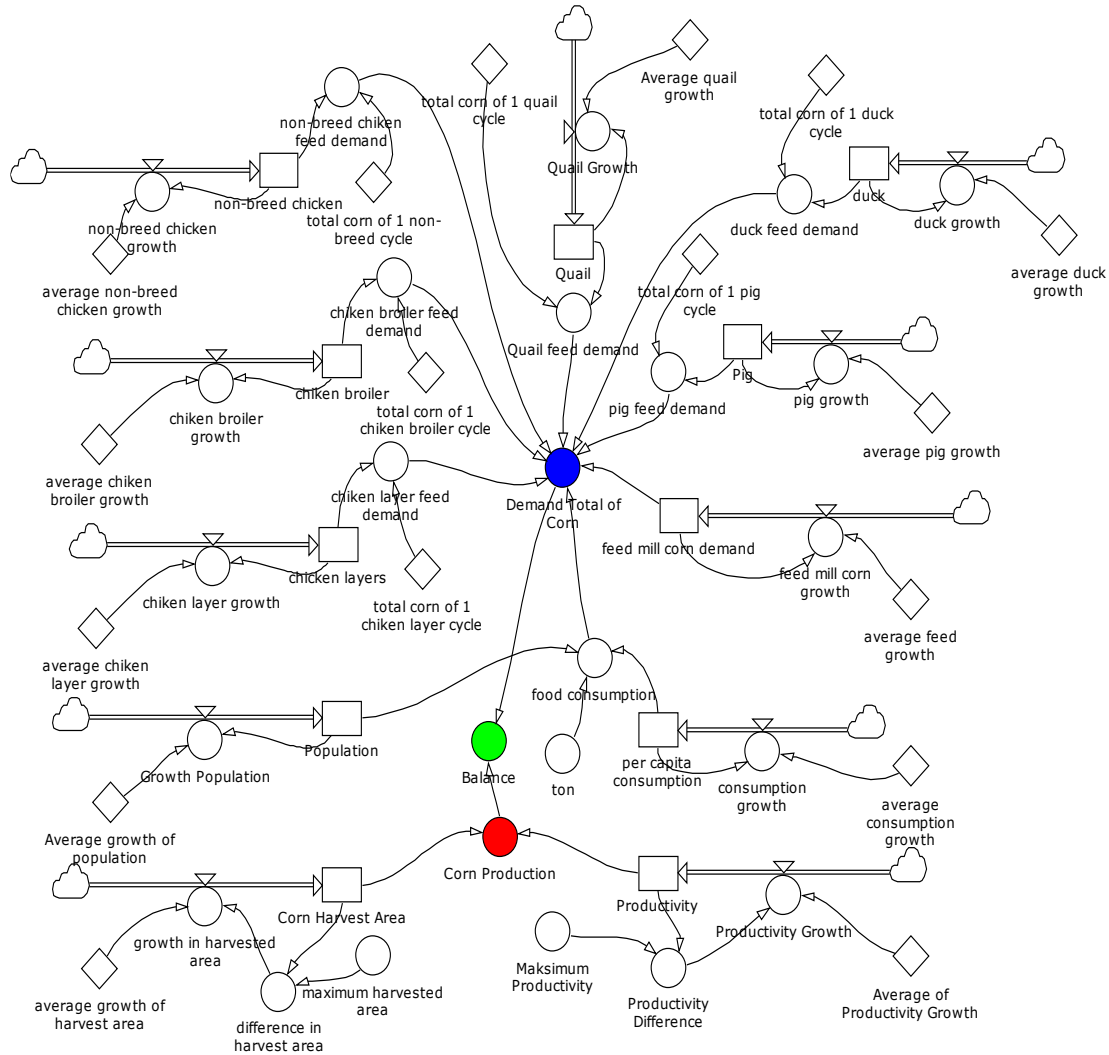 Average quail
growth
total corn of 1 quail
cycle
total corn of 1 duck
cycle
non-breed chiken
feed demand
Quail Growth
non-breed chicken
duck
non-breed chicken
growth
total corn of 1 non-
breed cycle
duck feed demand
duck growth
average non-breed
chicken growth
Quail
total corn of 1 pig
cycle
average duck
growth
chiken broiler feed
demand
Quail feed demand
Pig
chiken broiler
pig feed demand
pig growth
chiken broiler
growth
total corn of 1
chiken broiler cycle
average pig growth
average chiken
broiler growth
chiken layer feed
demand
Demand Total of
Corn
feed mill corn demand
chicken layers
feed mill corn
growth
chiken layer growth
total corn of 1
chiken layer cycle
average feed
growth
average chiken
layer growth
food consumption
Population
Growth Population
Balance
ton
per capita
consumption
consumption
growth
average
consumption
growth
Average growth of
population
Corn Production
Corn Harvest Area
Productivity
growth in harvested
area
Productivity Growth
Maksimum
Productivity
maximum harvested
area
average growth of
harvest area
Productivity
Difference
Average of
Productivity Growth
difference in
harvest area